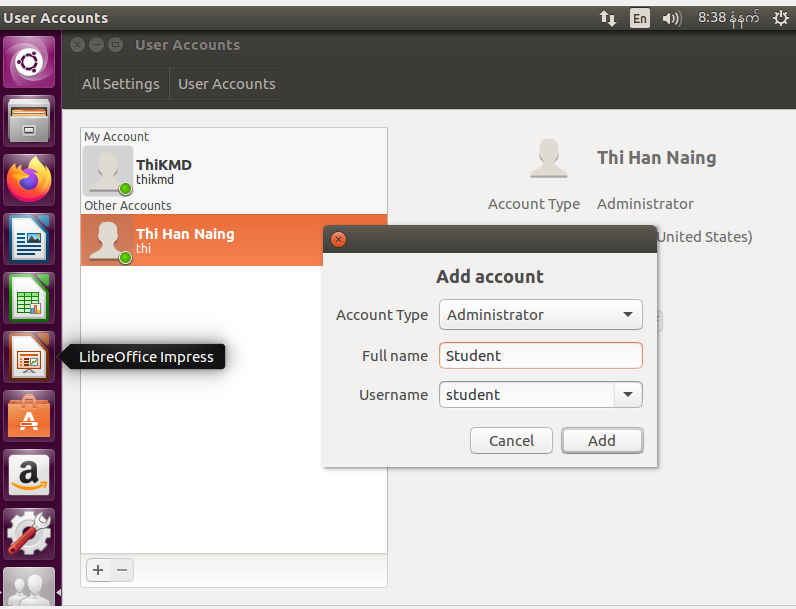 User Accounts
En 8:38 နံနက်
User Accounts
All Settings User Accounts
My Account
ThiKMD
thikmd
Other Accounts
Thi Han Naing
thi
Thi Han Naing
Account Type Administrator
United States)
Add account
Account Type Administrator
Full name Student
Username student
Cancel Add
LibreOffice Impress